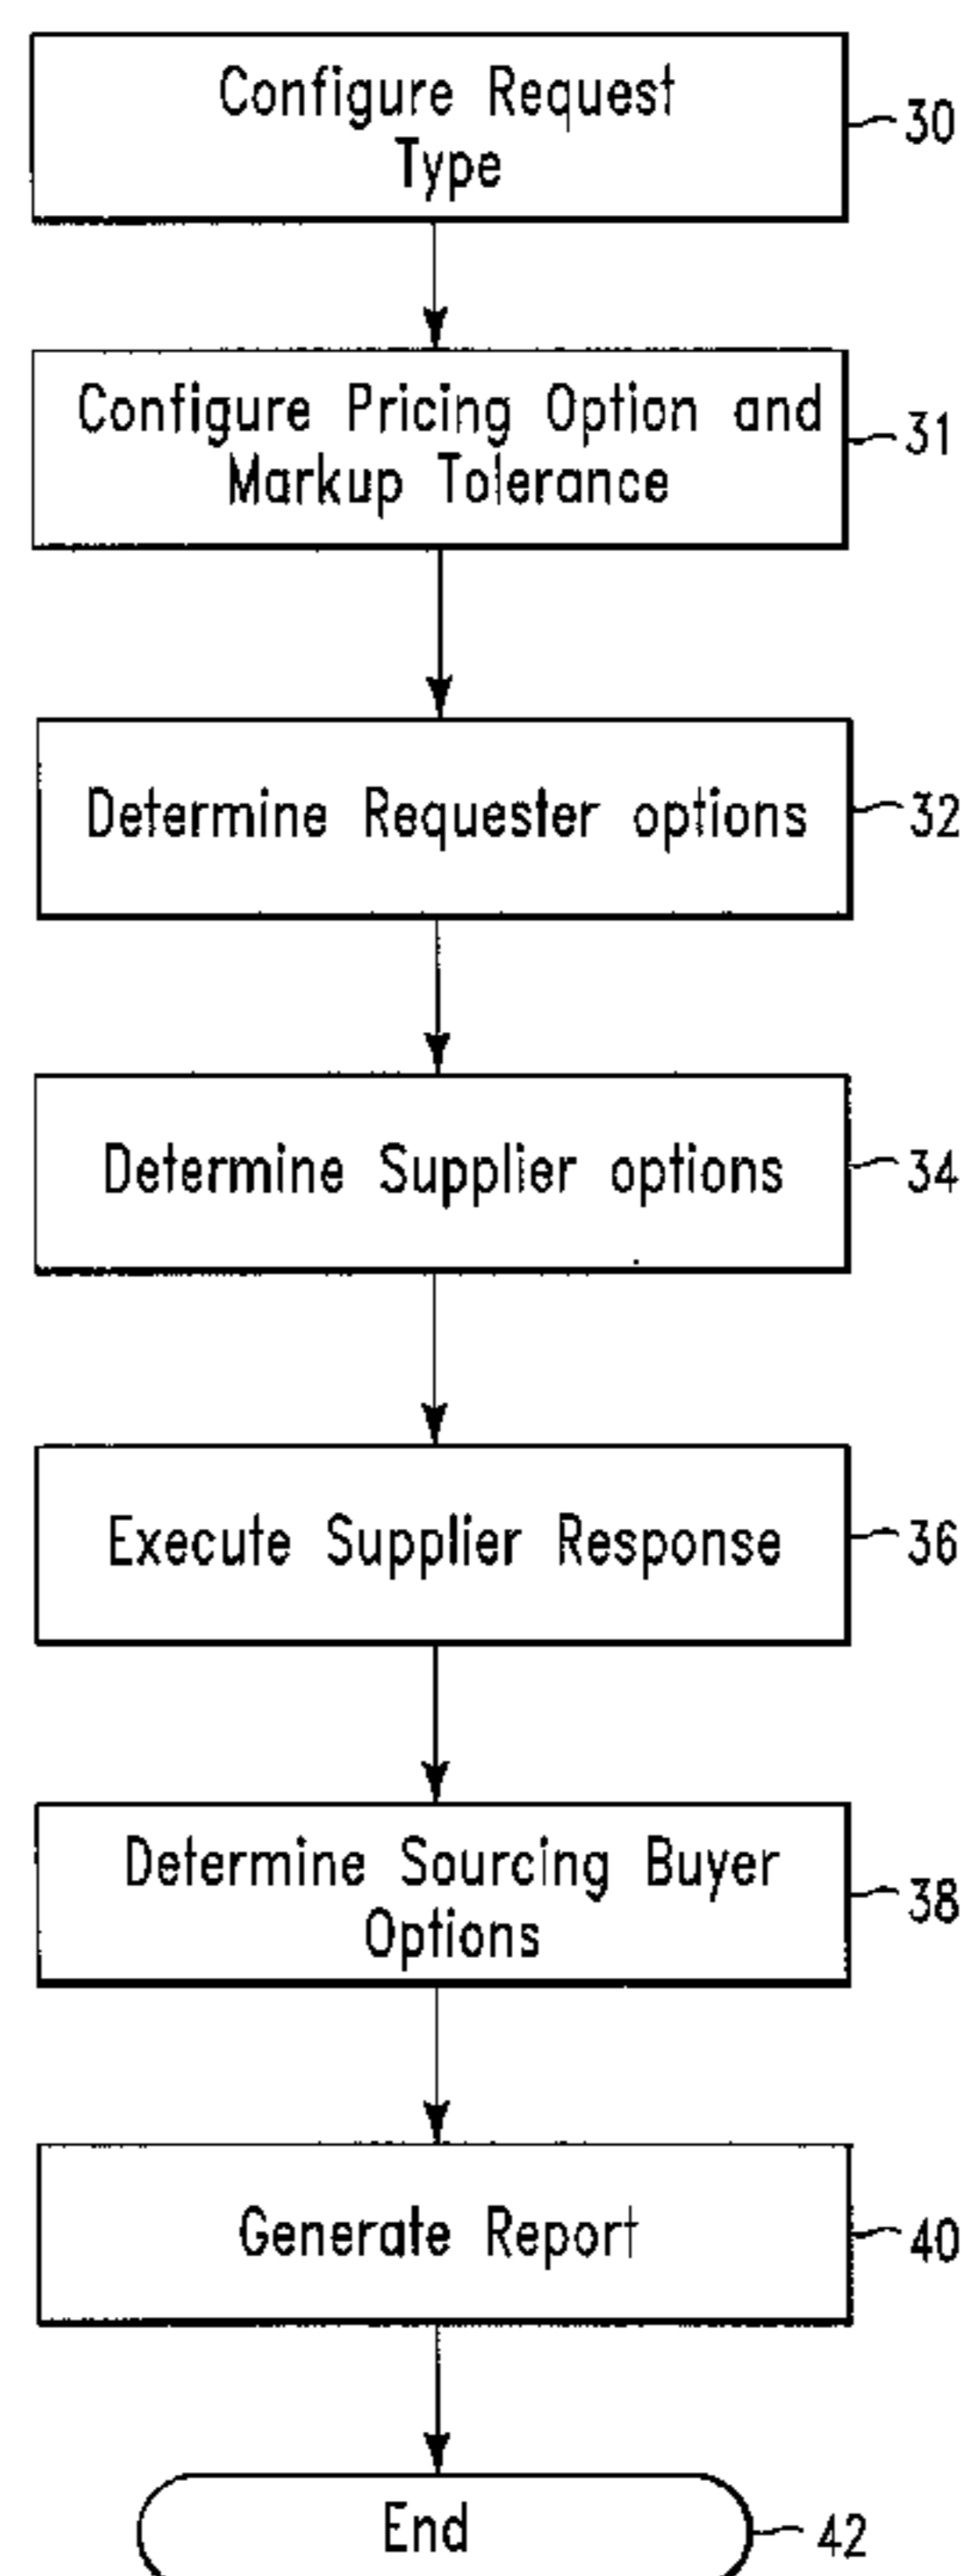 Configure Request
Type
30
Configure Pricing Option and
Markup Tolerance
31
Determine Requester options
32
Determine Supplier options
34
Execute Supplier Response
36
Determine Sourcing Buyer
Options
38
Generate Report
40
End
42